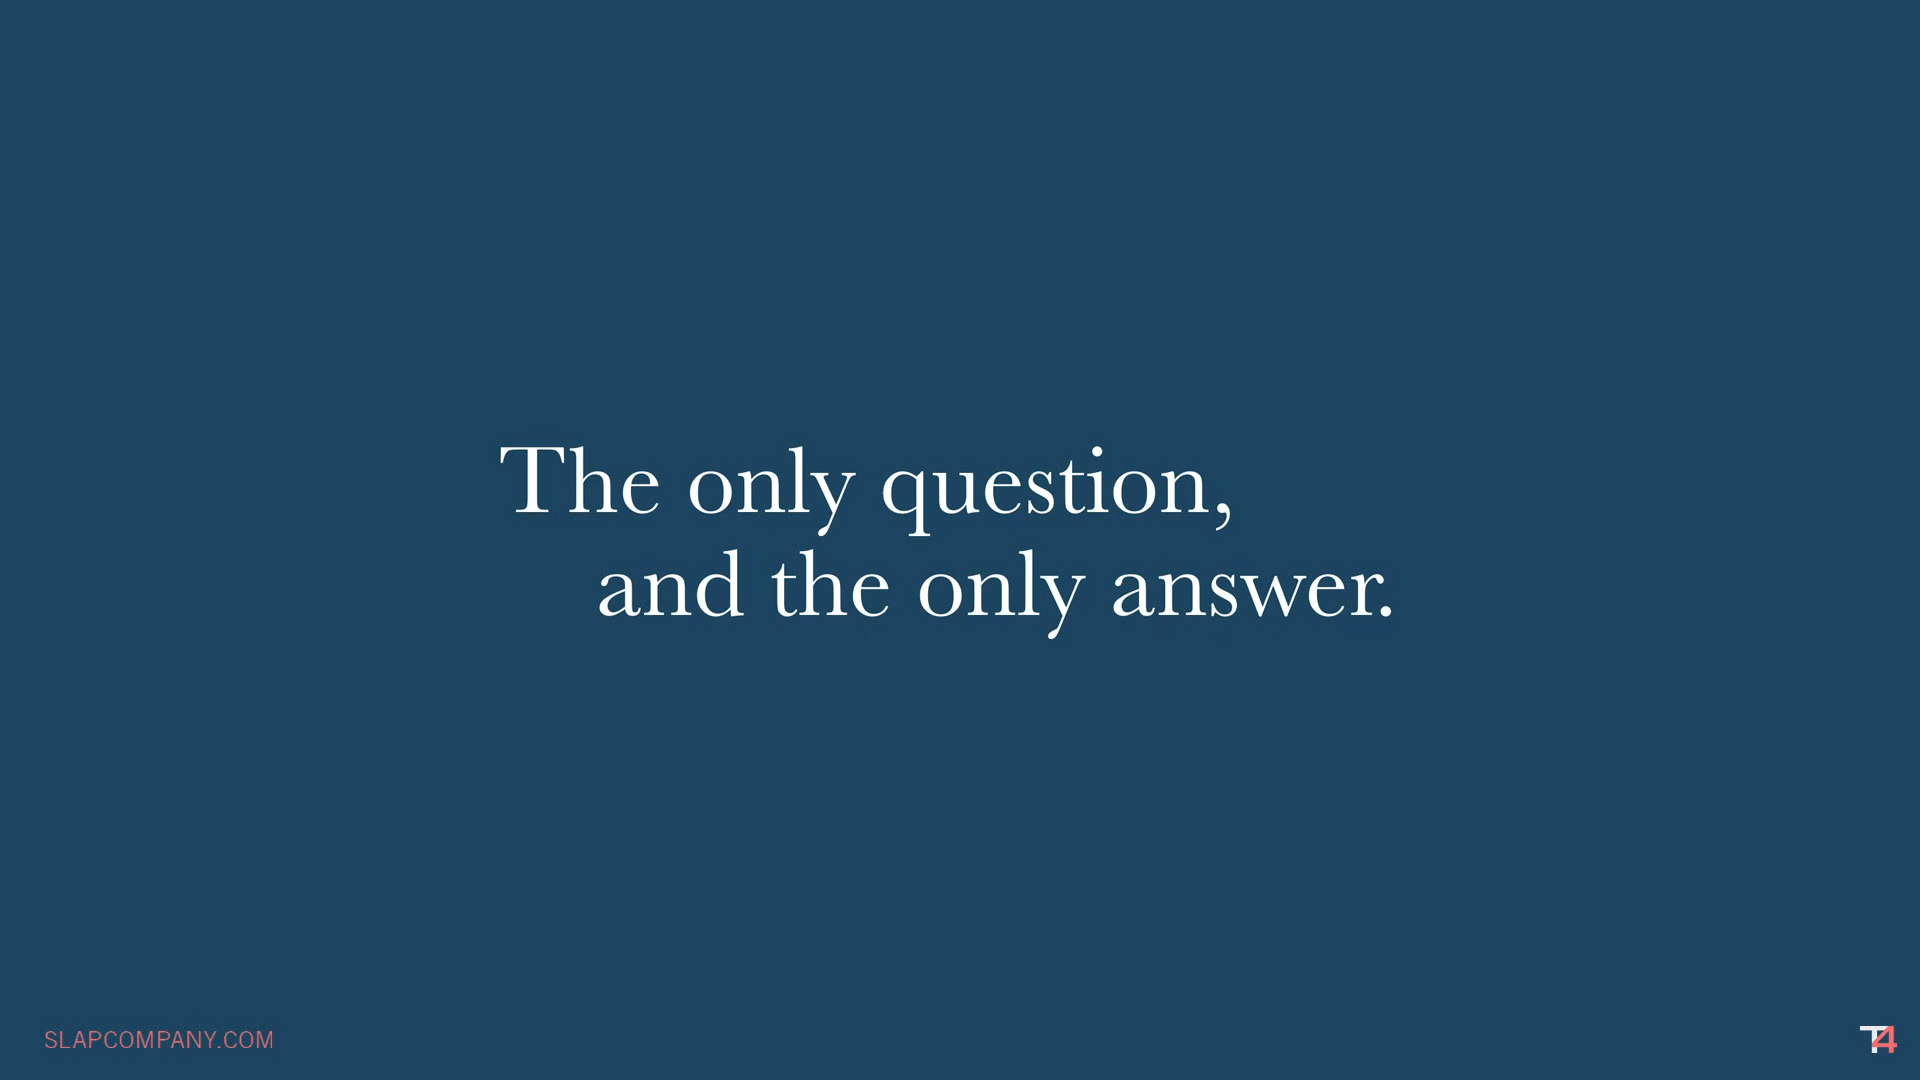 The only question,
and the only answer.
SLAPCOMPANY.COM
T4